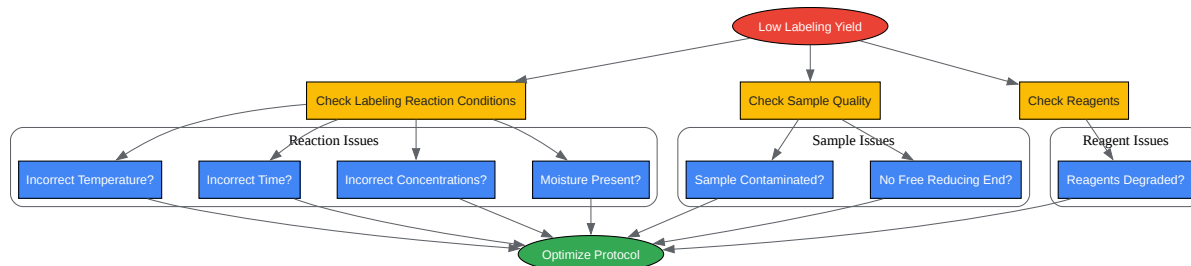 Low Labeling Yield
Check Labeling Reaction Conditions
Check Sample Quality
Check Reagents
Reaction Issues
Sample Issues
Reagent Issues
Incorrect Temperature?
Incorrect Time?
Incorrect Concentrations?
Moisture Present?
Sample Contaminated?
No Free Reducing End?
Reagents Degraded?
Optimize Protocol